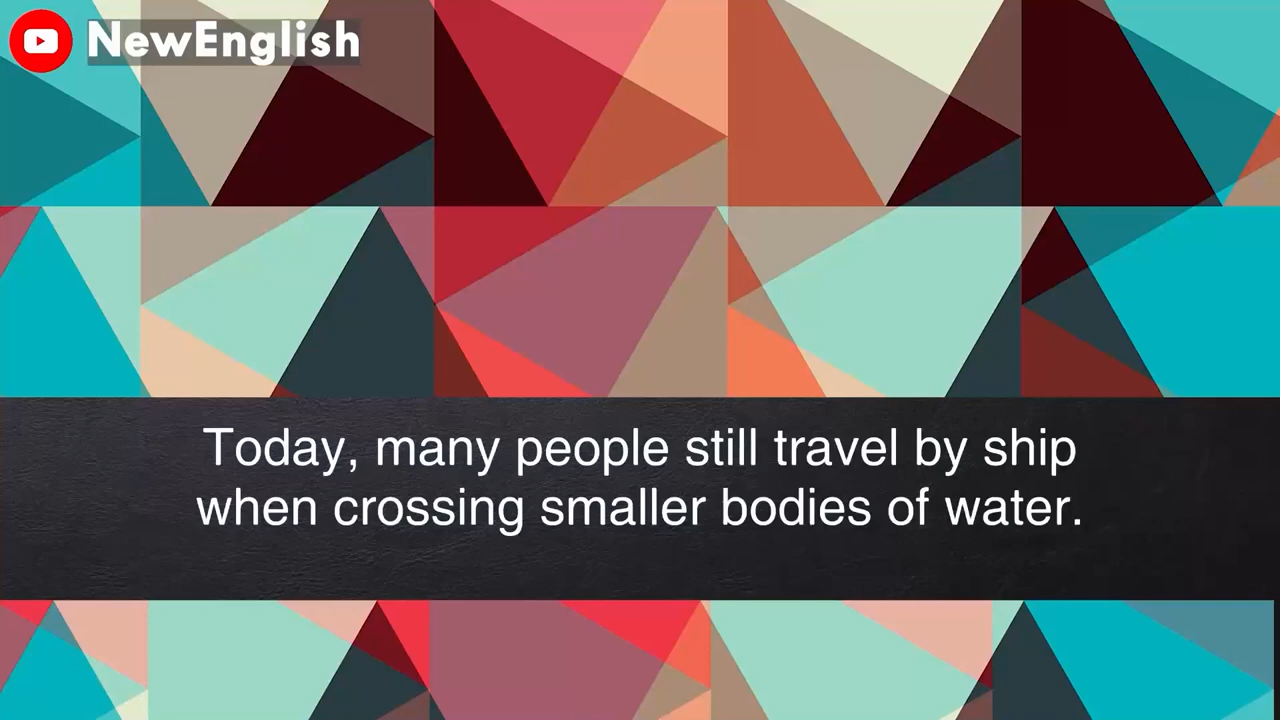 NewEnglish
Today, many people still travel by ship
when crossing smaller bodies of water.